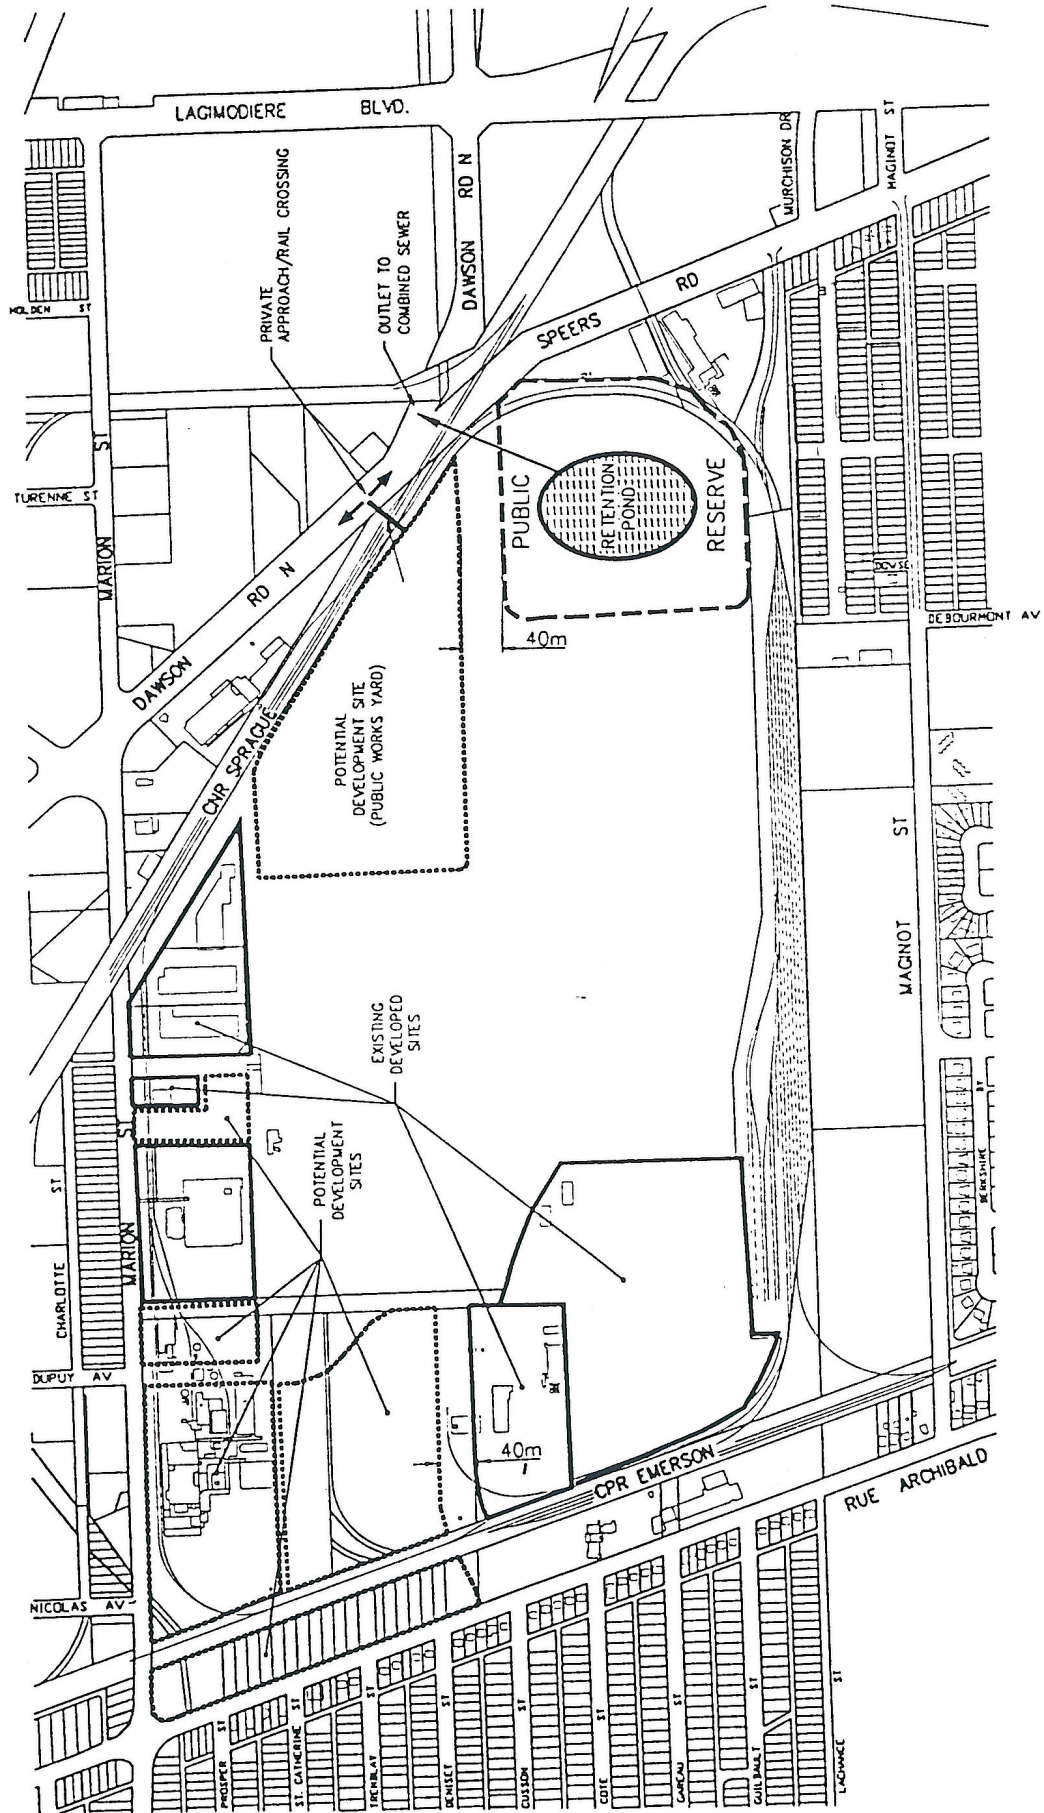 LAGIMODIERE BLVD.
MAGINOT ST
MURCHISON DR
DAWSON RD N
PRIVATE
APPROACH/RAIL CROSSING
OUTLET TO
COMBINED SEWER
SPEERS RD
HOLDEN ST
TURENNE ST
MARION ST
PUBLIC
RETENTION
POND
RESERVE
DOWSE
DEBOURMONT AV
40m
DAWSON RD N
CNR SPRAGUE
POTENTIAL
DEVELOPMENT SITE
(PUBLIC WORKS YARD)
MAGINOT ST
EXISTING
DEVELOPED
SITES
POTENTIAL
DEVELOPMENT
SITES
MARION ST
CHARLOTTE ST
BERKSHIRE BY
DUPUY AV
40m
CPR EMERSON
RUE ARCHIBALD
NICOLAS AV
PROSPER ST
ST. CATHERINE ST
TREMBLAY ST
DENISET ST
CUSSON ST
COTE ST
GAREAU ST
GUILBAULT ST
LACHANCE ST